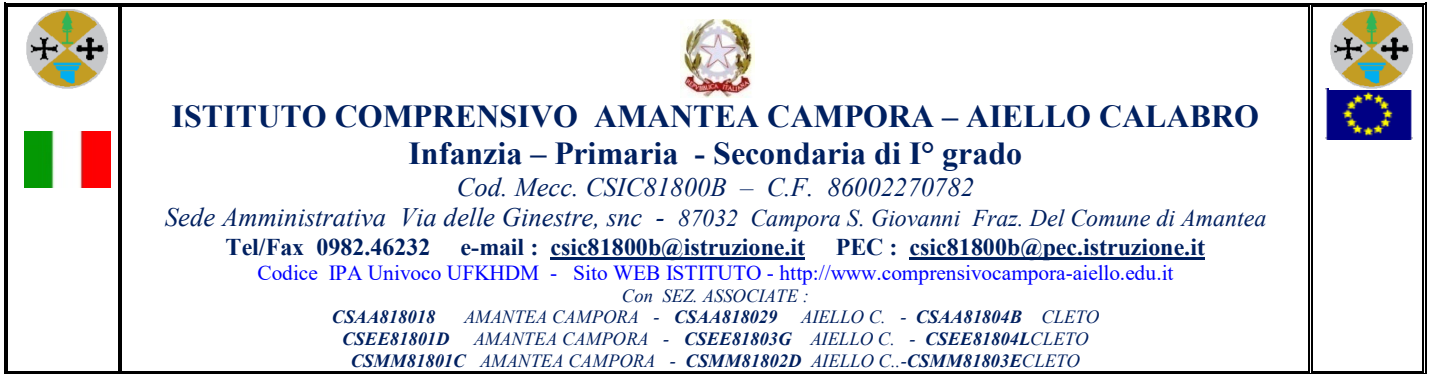 REPVBBLICA ITALIANA
ISTITUTO COMPRENSIVO AMANTEA CAMPORA – AIELLO CALABRO
Infanzia – Primaria - Secondaria di I° grado
Cod. Mecc. CSIC81800B – C.F. 86002270782
Sede Amministrativa Via delle Ginestre, snc - 87032 Campora S. Giovanni Fraz. Del Comune di Amantea
Tel/Fax 0982.46232 e-mail : csic81800b@istruzione.it PEC : csic81800b@pec.istruzione.it
Codice IPA Univoco UFKHDM - Sito WEB ISTITUTO - http://www.comprensivocampora-aiello.edu.it
Con SEZ. ASSOCIATE :
CSAA818018 AMANTEA CAMPORA - CSAA818029 AIELLO C. - CSAA81804B CLETO
CSEE81801D AMANTEA CAMPORA - CSEE81803G AIELLO C. - CSEE81804LCLETO
CSMM81801C AMANTEA CAMPORA - CSMM81802D AIELLO C..-CSMM81803ECLETO